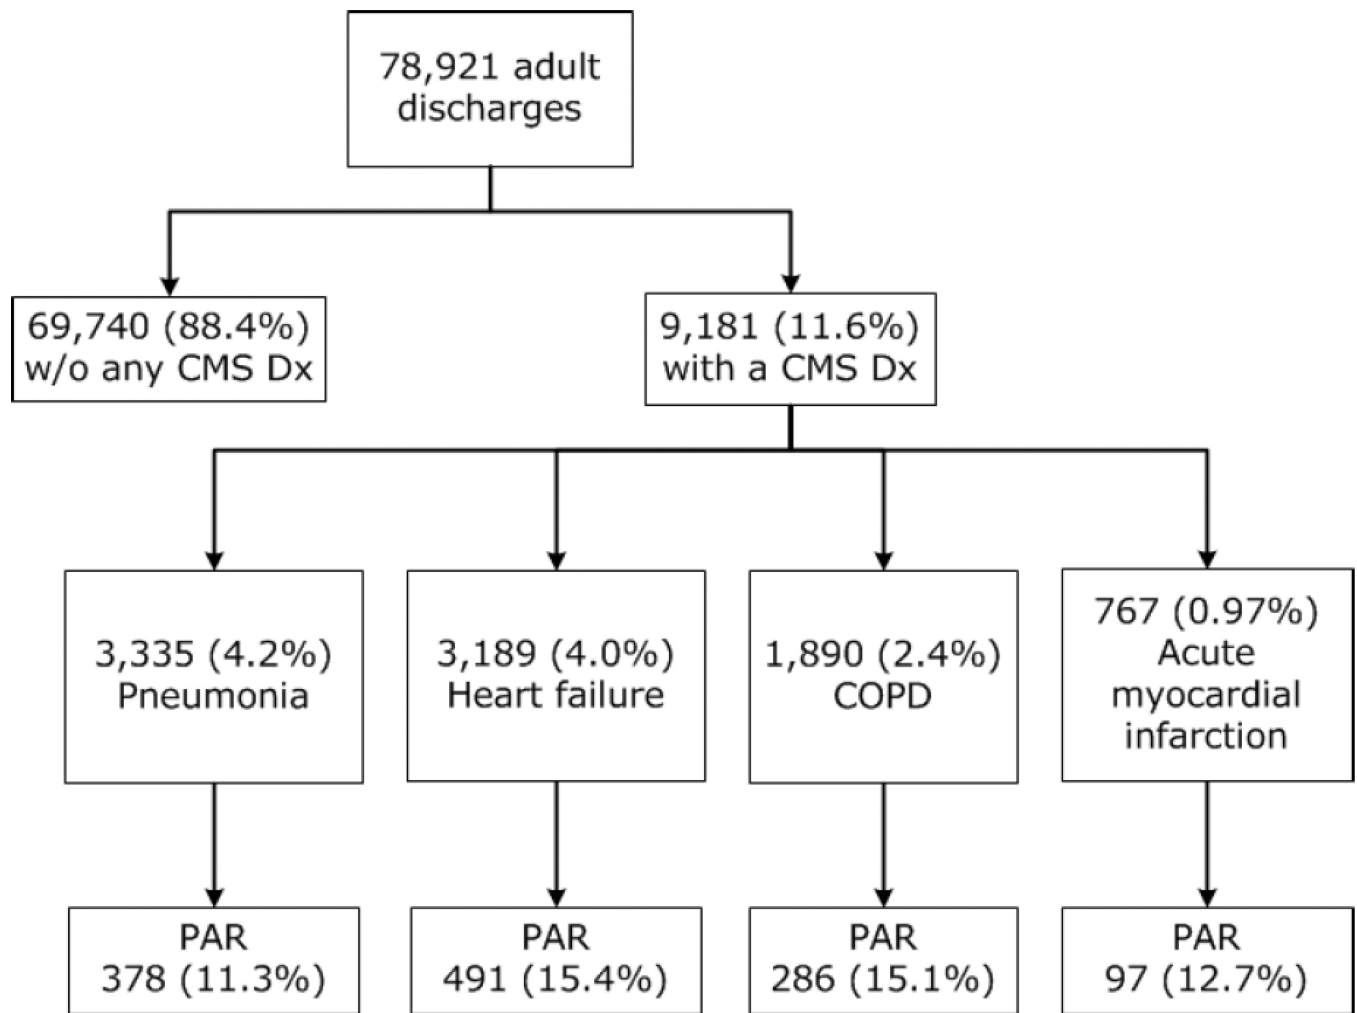 78,921 adult
discharges
69,740 (88.4%)
w/o any CMS Dx
9,181 (11.6%)
with a CMS Dx
3,335 (4.2%)
Pneumonia
3,189 (4.0%)
Heart failure
1,890 (2.4%)
COPD
767 (0.97%)
Acute
myocardial
infarction
PAR
378 (11.3%)
PAR
491 (15.4%)
PAR
286 (15.1%)
PAR
97 (12.7%)